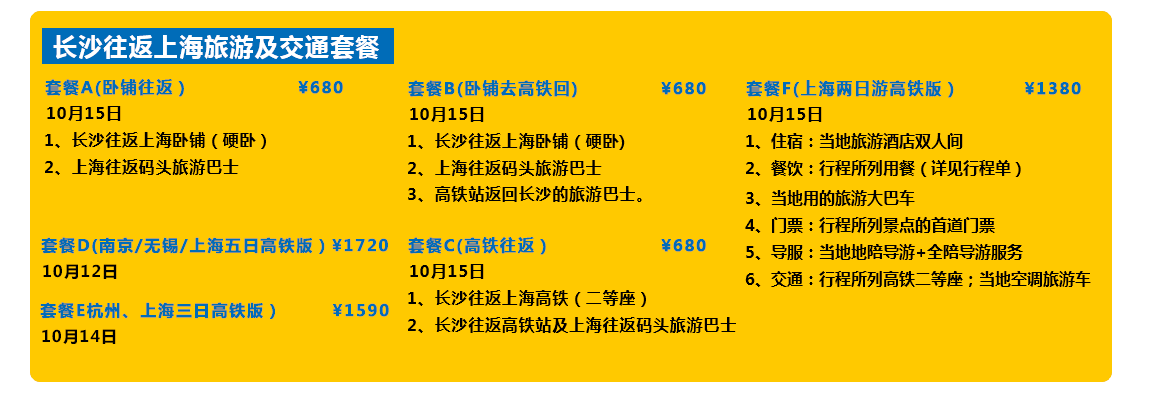 长沙往返上海旅游及交通套餐
套餐A(卧铺往返） ¥680
10月15日
1、长沙往返上海卧铺（硬卧）
2、上海往返码头旅游巴士
套餐D(南京/无锡/上海五日高铁版）¥1720
10月12日
套餐E杭州、上海三日高铁版） ¥1590
10月14日
套餐B(卧铺去高铁回) ¥680
10月15日
1、长沙往返上海卧铺（硬卧)
2、上海往返码头旅游巴士
3、高铁站返回长沙的旅游巴士。
套餐C(高铁往返） ¥680
10月15日
1、长沙往返上海高铁（二等座）
2、长沙往返高铁站及上海往返码头旅游巴士
套餐F(上海两日游高铁版） ¥1380
10月15日
1、住宿：当地旅游酒店双人间
2、餐饮：行程所列用餐（详见行程单）
3、当地用的旅游大巴车
4、门票：行程所列景点的首道门票
5、导服：当地地陪导游+全陪导游服务
6、交通：行程所列高铁二等座；当地空调旅游车